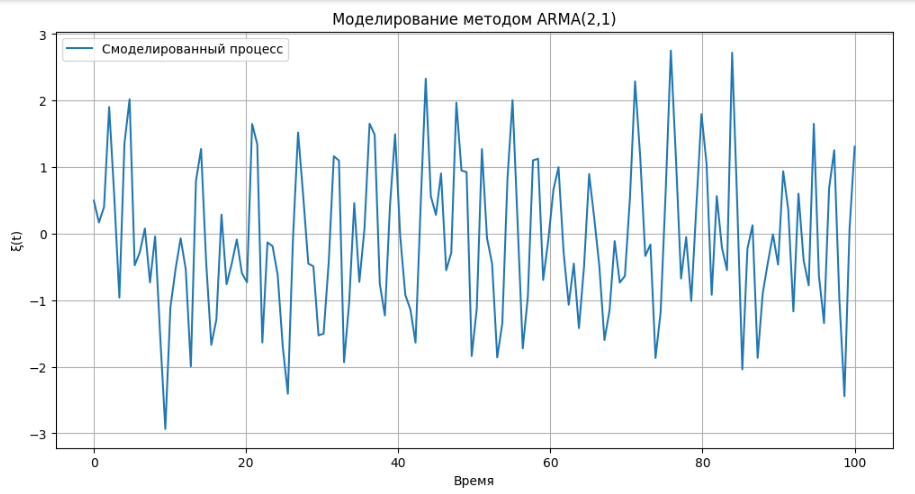 Моделирование методом ARMA(2,1)
Смоделированный процесс
3
2
1
0
−1
−2
−3
ξ(t)
0 20 40 60 80 100
Время